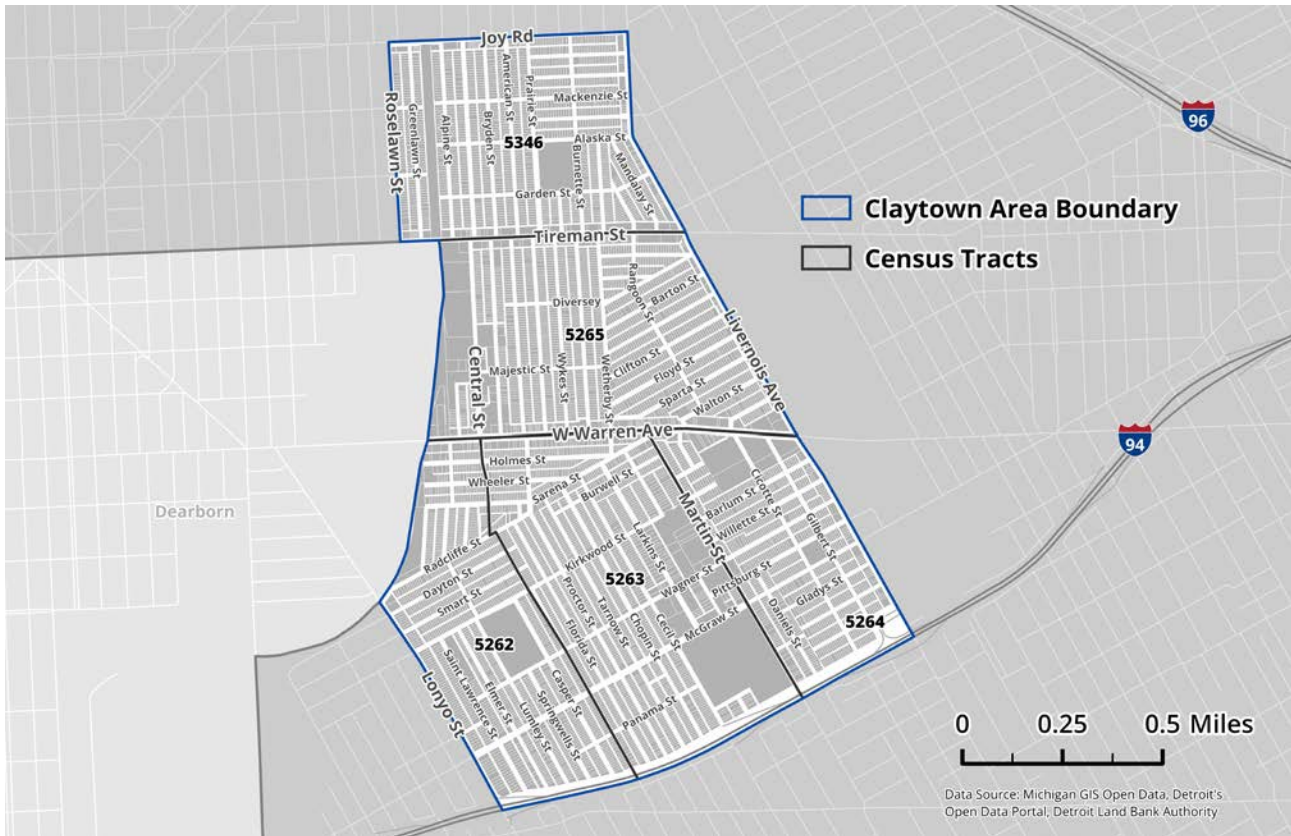 Joy Rd
Roselawn St
Greenlawn St
Alpine St
Bryden St
American St
Prairie St
Mackenzie St
5346
Alaska St
Burnette St
Mandalay St
Garden St
Tireman St
96
Claytown Area Boundary
Census Tracts
Rangoon St
Barton St
Diversey
5265
Livernois Ave
Central St
Majestic St
Wykes St
Wetherby St
Clifton St
Floyd St
Sparta St
Walton St
W Warren Ave
94
Holmes St
Wheeler St
Sarena St
Burwell St
Dearborn
Martin St
Barlum St
Cicotte St
Willette St
Gilbert St
Radcliffe St
Dayton St
Smart St
Kirkwood St
Larkins St
5263
Wagner St
Pittsburg St
Proctor St
Tarnow St
Chopin St
Cecil St
McGraw St
Florida St
Daniels St
Gladys St
5264
5262
Lonyo St
Saint Lawrence St
Elmer St
Lumley St
Springwells St
Casper St
Panama St
0 0.25 0.5 Miles
Data Source: Michigan GIS Open Data, Detroit's
Open Data Portal, Detroit Land Bank Authority